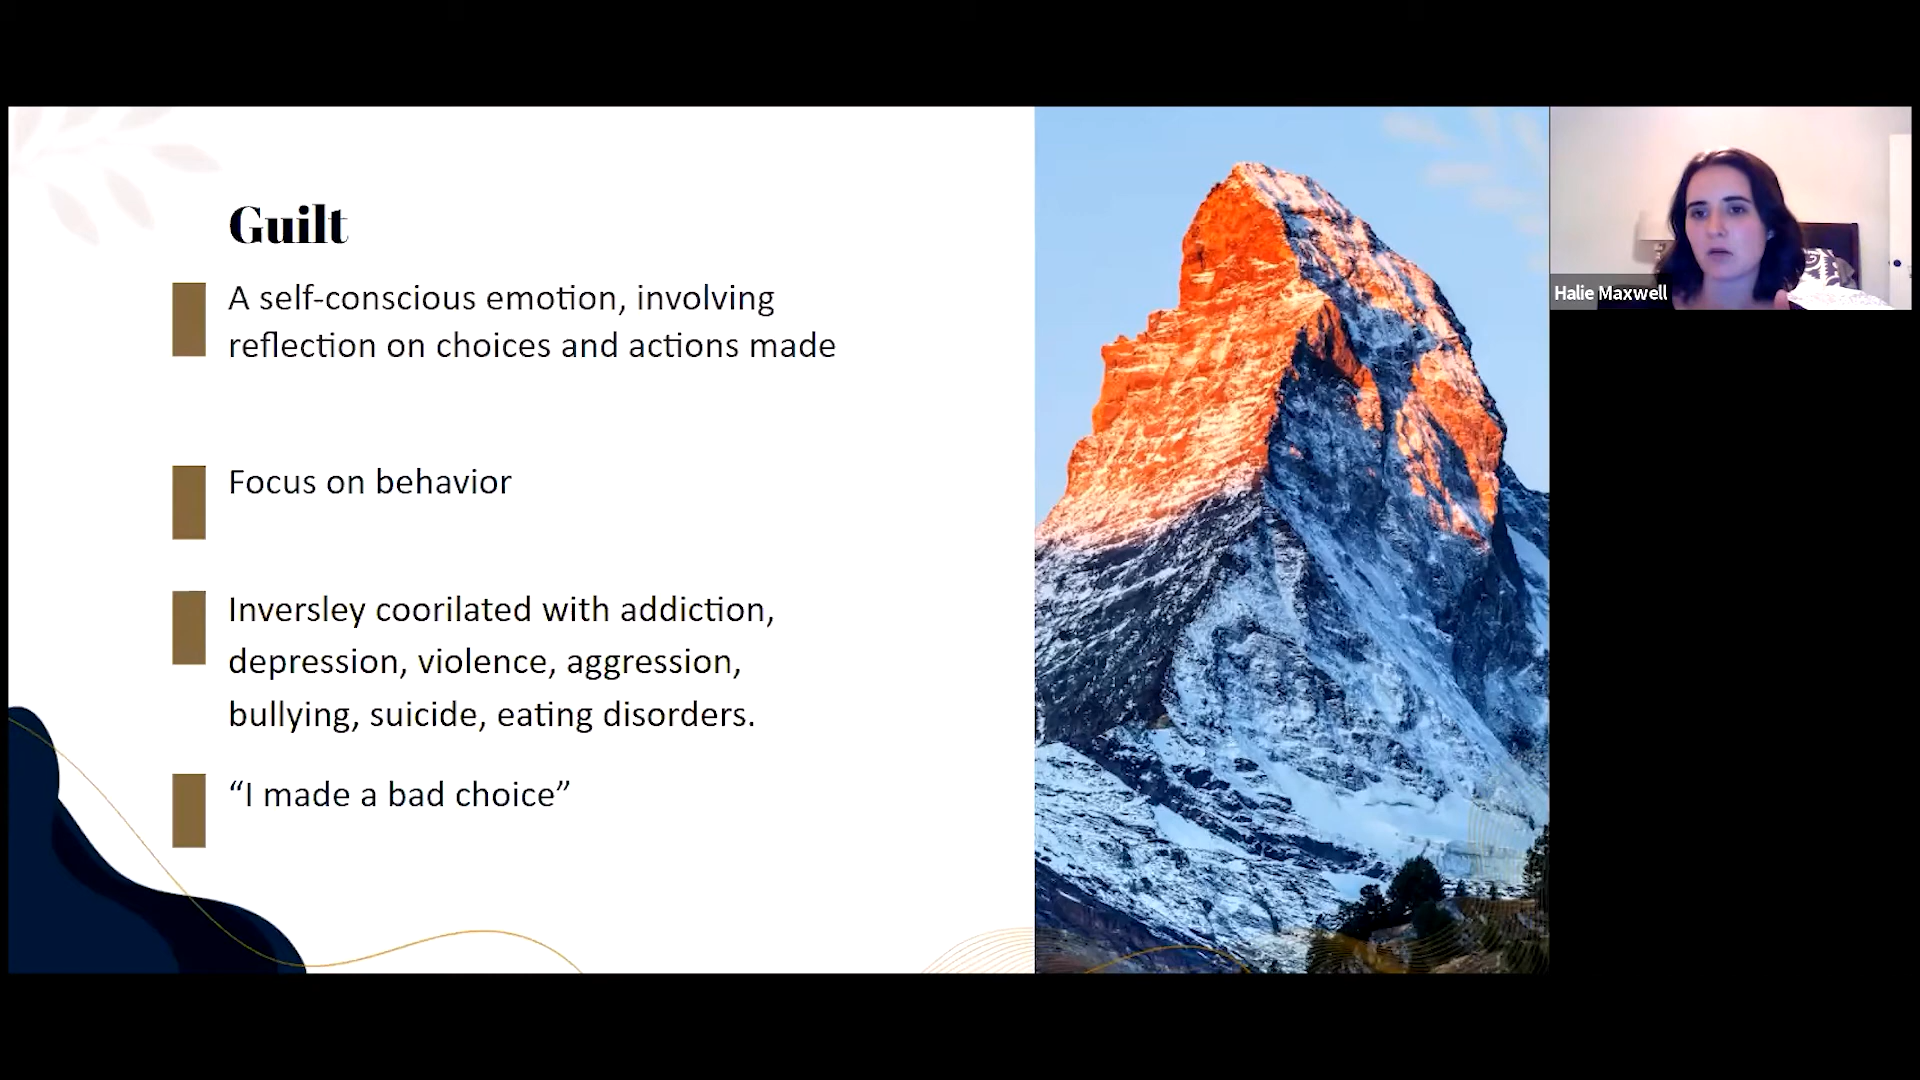 Guilt
A self-conscious emotion, involving
reflection on choices and actions made
Focus on behavior
Inversley coorilated with addiction,
depression, violence, aggression,
bullying, suicide, eating disorders.
“I made a bad choice”
Halie Maxwell